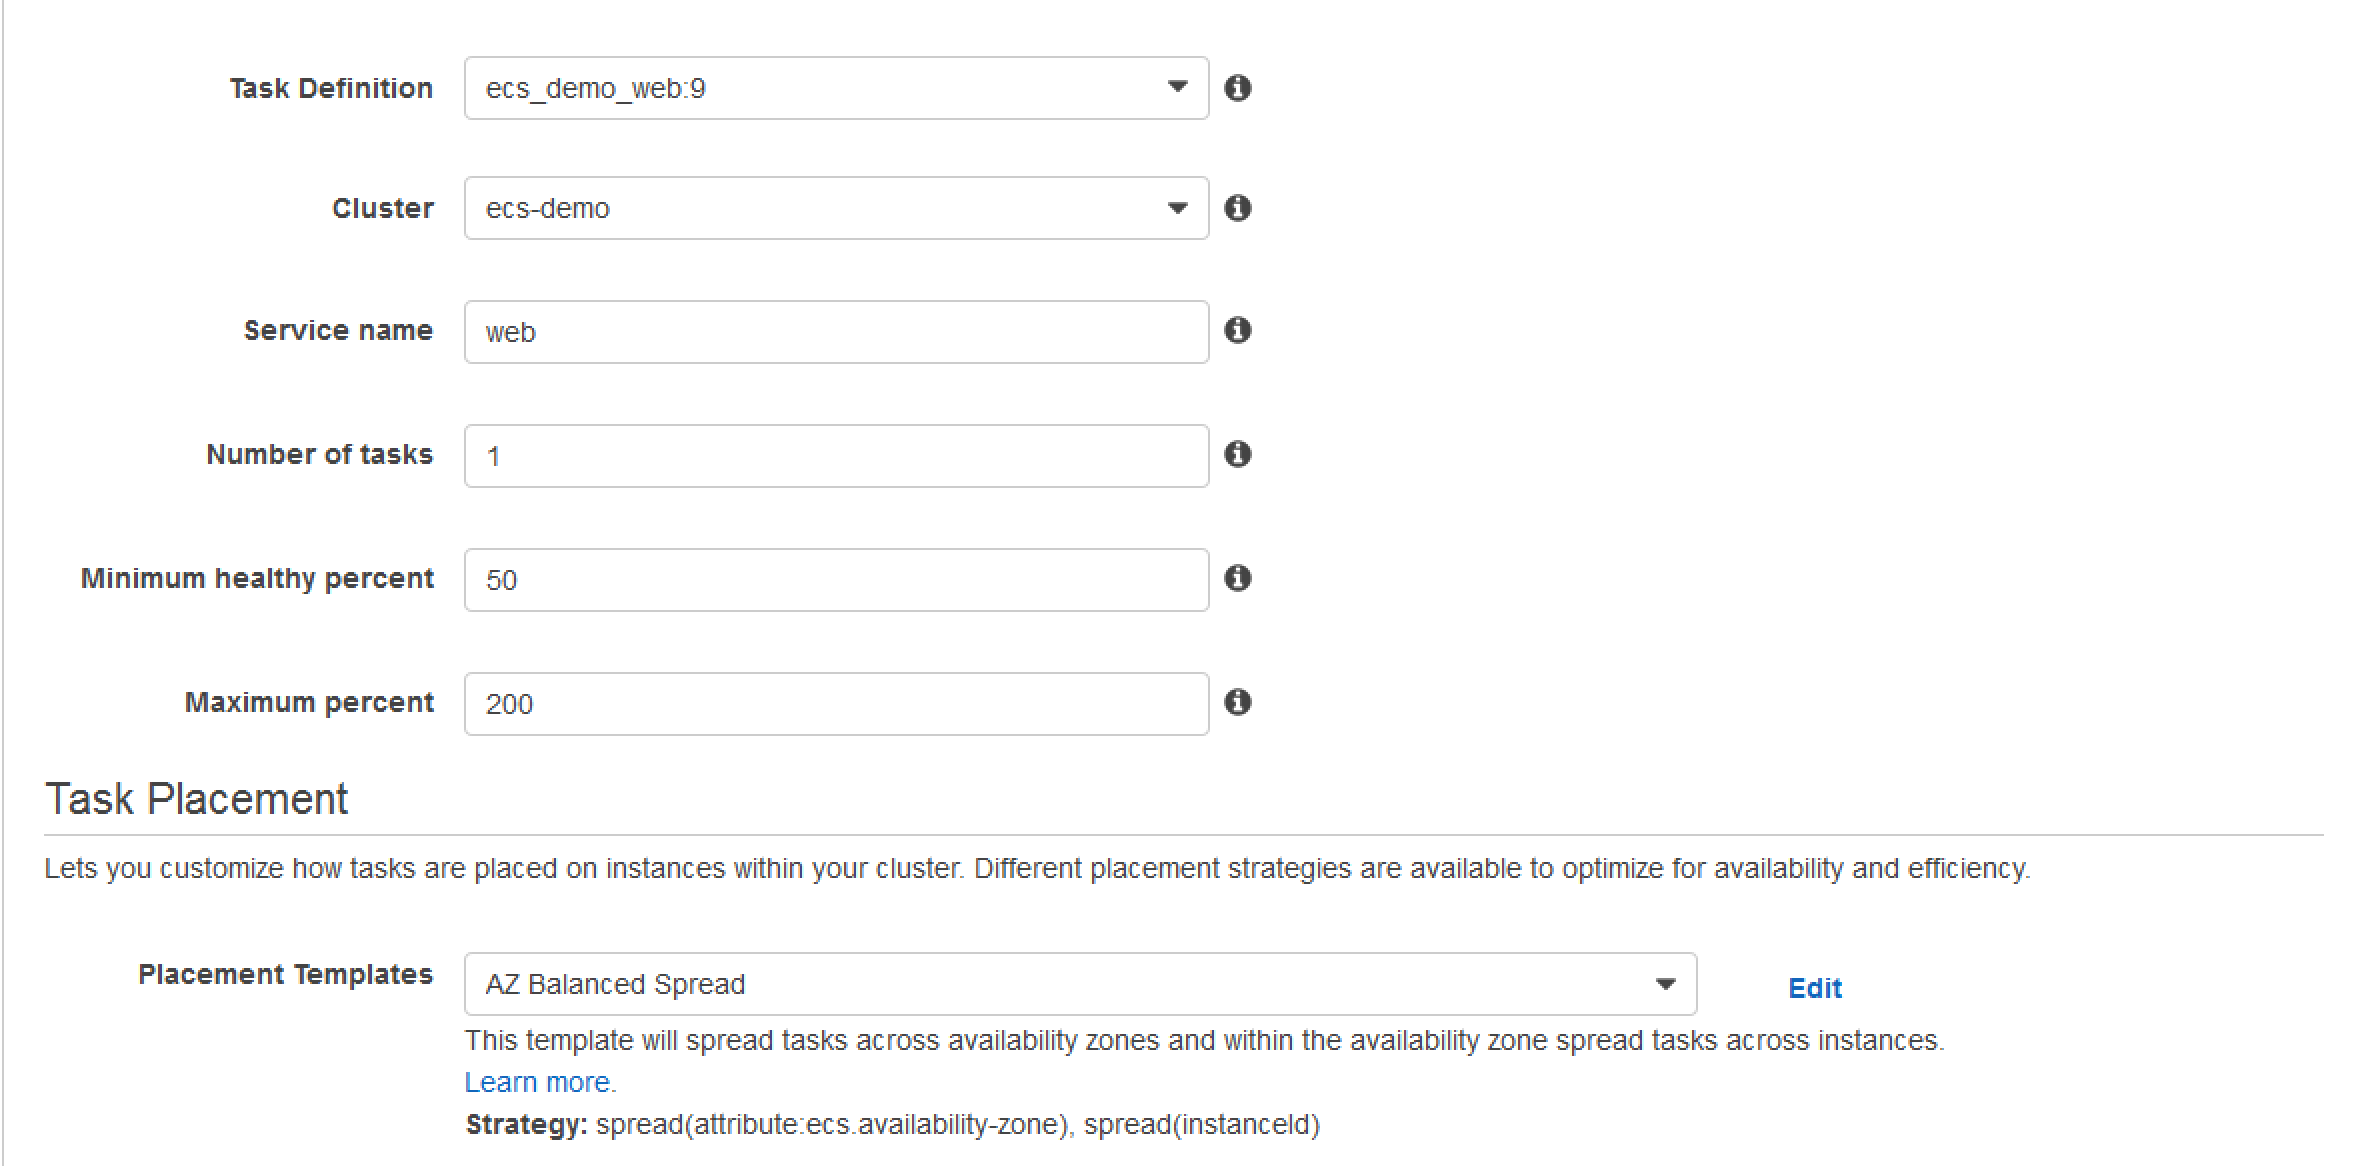 Task Definition ecs_demo_web:9
Cluster ecs-demo
Service name web
Number of tasks 1
Minimum healthy percent 50
Maximum percent 200
Task Placement
Lets you customize how tasks are placed on instances within your cluster. Different placement strategies are available to optimize for availability and efficiency.
Placement Templates AZ Balanced Spread Edit
This template will spread tasks across availability zones and within the availability zone spread tasks across instances.
Learn more.
Strategy: spread(attribute:ecs.availability-zone), spread(instanceId)